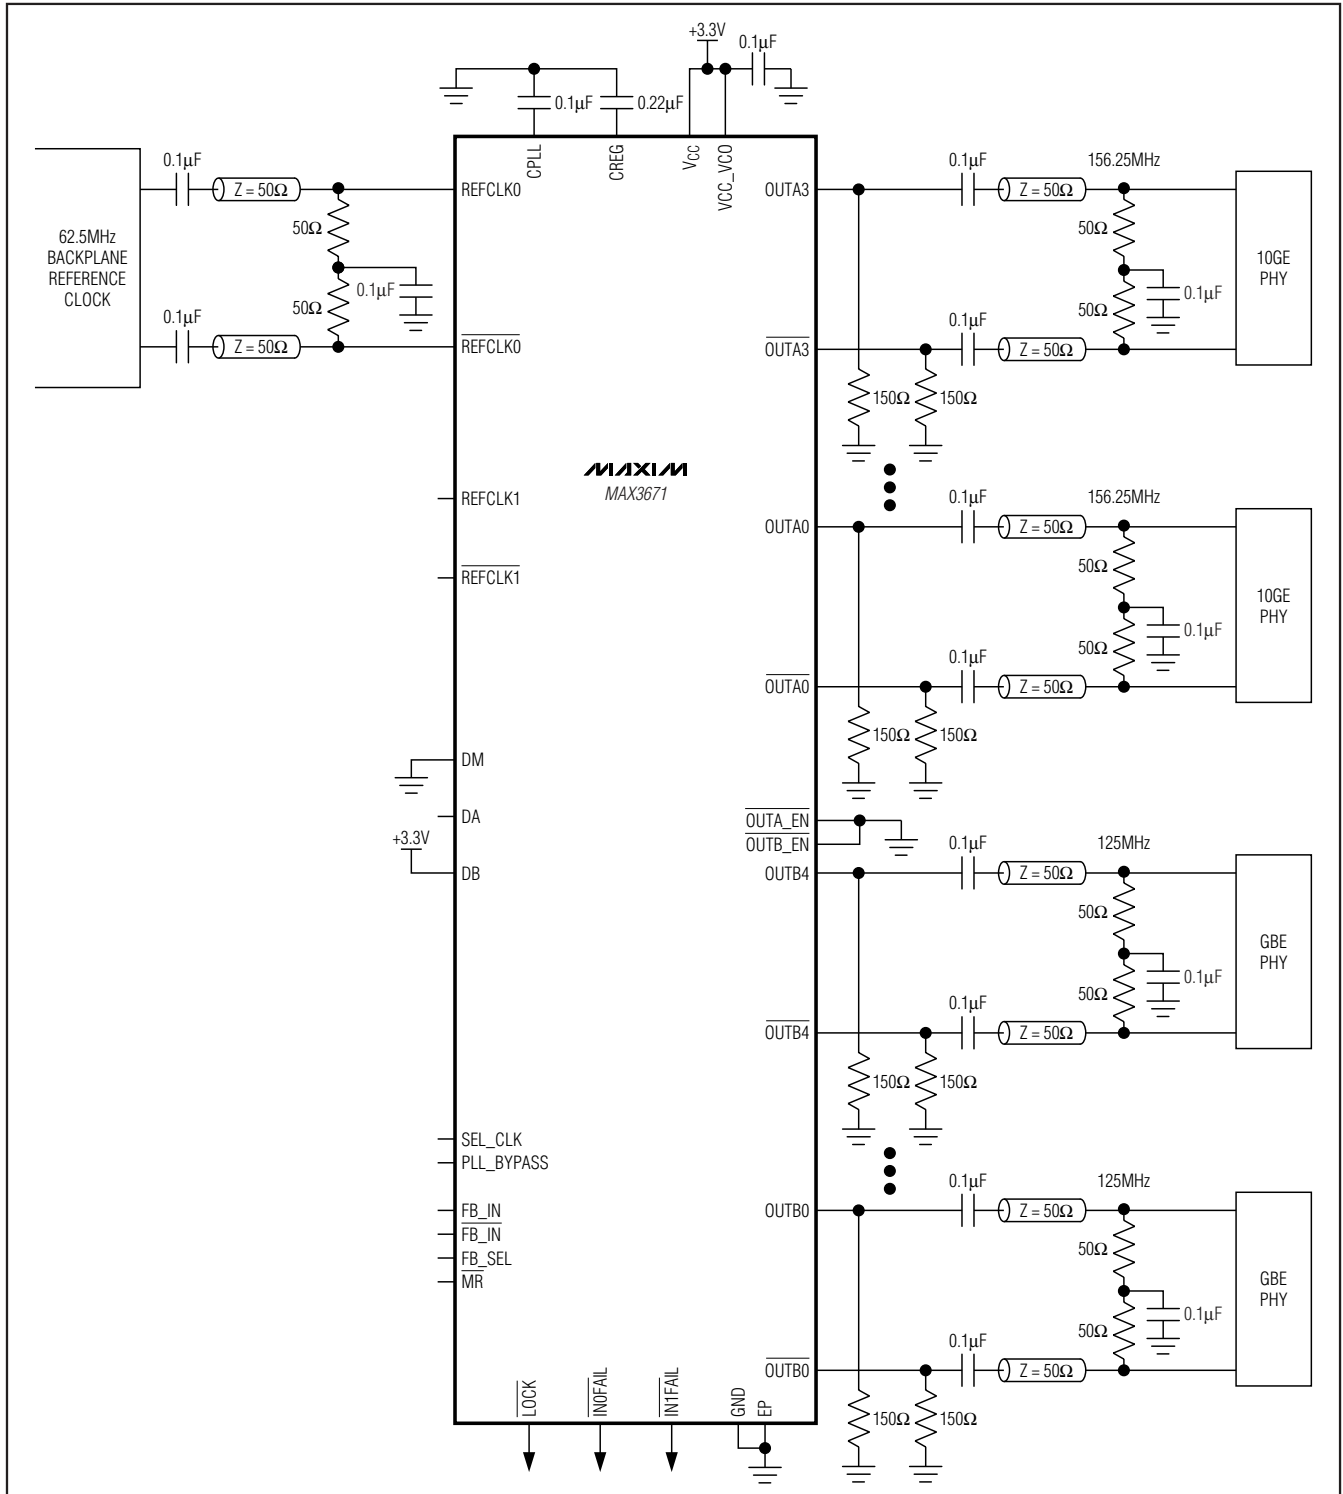 +3.3V
0.1μF
0.1μF
0.22μF
CPLL
CREG
VCC
VCC_VCO
62.5MHz
BACKPLANE
REFERENCE
CLOCK
0.1μF
Z = 50Ω
50Ω
0.1μF
50Ω
0.1μF
Z = 50Ω
REFCLK0
REFCLK0
REFCLK1
REFCLK1
DM
DA
+3.3V
DB
SEL_CLK
PLL_BYPASS
FB_IN
FB_IN
FB_SEL
MR
MAXIM
MAX3671
LOCK
IN0FAIL
IN1FAIL
GND
EP
OUTA3
0.1μF
Z = 50Ω
156.25MHz
50Ω
0.1μF
50Ω
10GE
PHY
OUTA3
0.1μF
Z = 50Ω
150Ω
150Ω
OUTA0
0.1μF
Z = 50Ω
156.25MHz
50Ω
0.1μF
50Ω
10GE
PHY
OUTA0
0.1μF
Z = 50Ω
150Ω
150Ω
OUTA_EN
OUTB_EN
OUTB4
0.1μF
Z = 50Ω
125MHz
50Ω
0.1μF
50Ω
GBE
PHY
OUTB4
0.1μF
Z = 50Ω
150Ω
150Ω
OUTB0
0.1μF
Z = 50Ω
125MHz
50Ω
0.1μF
50Ω
GBE
PHY
OUTB0
0.1μF
Z = 50Ω
150Ω
150Ω